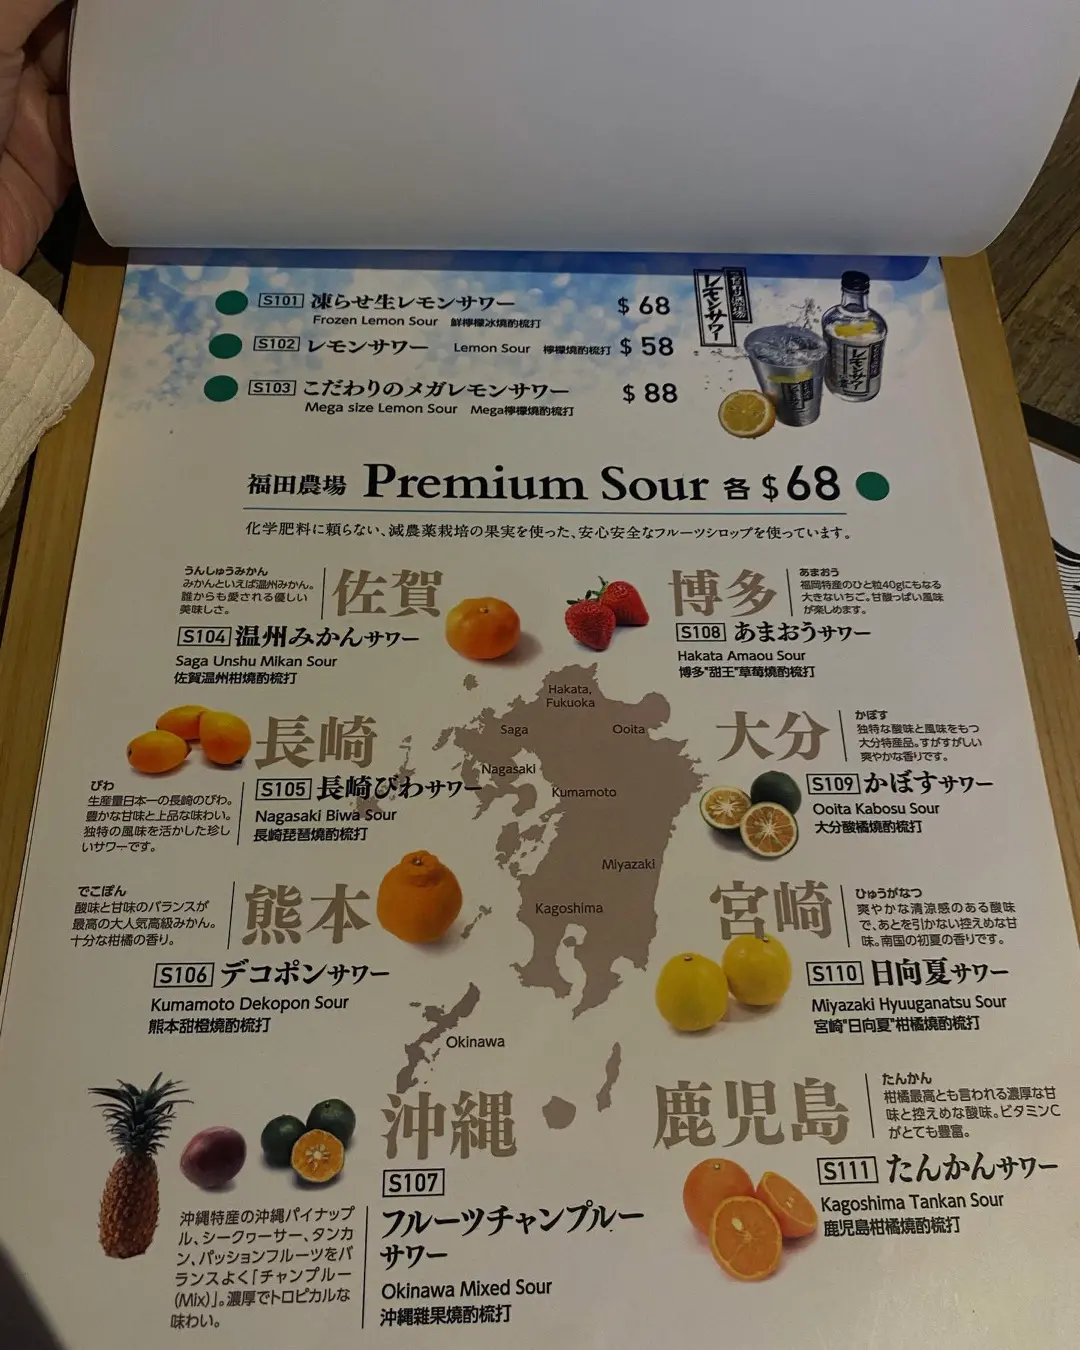 S101 凍らせ生レモンサワー $ 68
Frozen Lemon Sour 鮮檸檬冰燒酌梳打
S102 レモンサワー Lemon Sour 檸檬燒酌梳打 $ 58
S103 こだわりのメガレモンサワー $ 88
Mega size Lemon Sour Mega檸檬燒酌梳打
レモンサワー
福田農場 Premium Sour 各 $68
化学肥料に頼らない、減農薬栽培の果実を使った、安心安全なフルーツシロップを使っています。
うんしゅうみかん
みかんといえば温州みかん。
誰からも愛される優しい
美味しさ。
佐賀
S104 温州みかんサワー
Saga Unshu Mikan Sour
佐賀温州柑燒酌梳打
博多
あまおう
福岡特産のひと粒40gにもなる
大きないちご。甘酸っぱい風味
が楽しめます。
S108 あまおうサワー
Hakata Amaou Sour
博多"甜王"草莓燒酌梳打
Hakata,
Fukuoka
Saga
Ooita
Nagasaki
Kumamoto
Miyazaki
Kagoshima
Okinawa
長崎
びわ
生産量日本一の長崎のびわ。
豊かな甘味と上品な味わい。
独特の風味を活かした珍し
いサワーです。
S105 長崎びわサワー
Nagasaki Biwa Sour
長崎琵琶燒酌梳打
大分
かぼす
独特な酸味と風味をもつ
大分特産品。すがすがしい
爽やかな香りです。
S109 かぼすサワー
Ooita Kabosu Sour
大分酸橘燒酌梳打
でこぽん
酸味と甘味のバランスが
最高の大人気高級みかん。
十分な柑橘の香り。
熊本
S106 デコポンサワー
Kumamoto Dekopon Sour
熊本甜橙燒酌梳打
宮崎
ひゅうがなつ
爽やかな清涼感のある酸味
で、あとを引かない控えめな甘
味。南国の初夏の香りです。
S110 日向夏サワー
Miyazaki Hyuuganatsu Sour
宮崎"日向夏"柑橘燒酌梳打
沖縄
S107
フルーツチャンプルー
サワー
Okinawa Mixed Sour
沖縄雜果燒酌梳打
沖縄特産の沖縄パイナップ
ル、シークヮーサー、タンカ
ン、パッションフルーツをバ
ランスよく「チャンプルー
(Mix)」。濃厚でトロピカルな
味わい。
鹿児島
たんかん
柑橘最高とも言われる濃厚な甘
味と控えめな酸味。ビタミンC
がとても豊富。
S111 たんかんサワー
Kagoshima Tankan Sour
鹿児島柑橘燒酌梳打